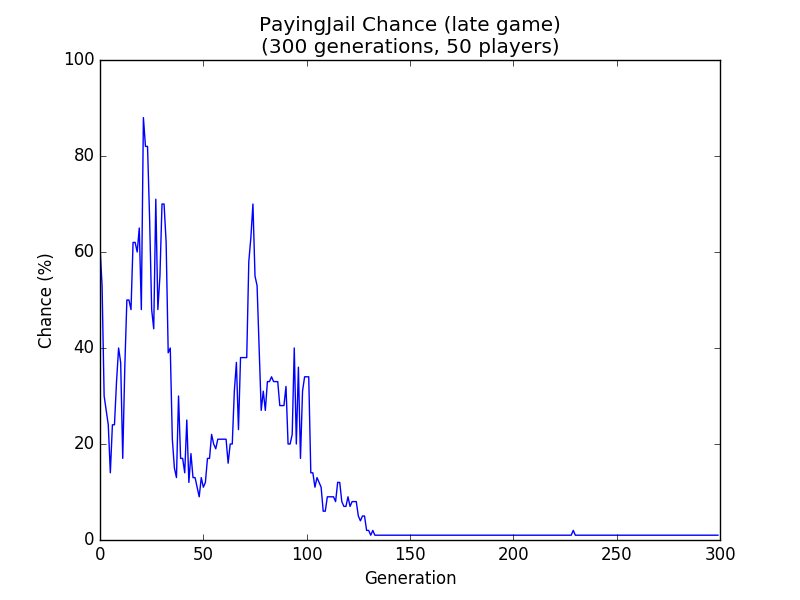 PayingJail Chance (late game)
(300 generations, 50 players)
100
80
60
40
20
0
Chance (%)
0 50 100 150 200 250 300
Generation